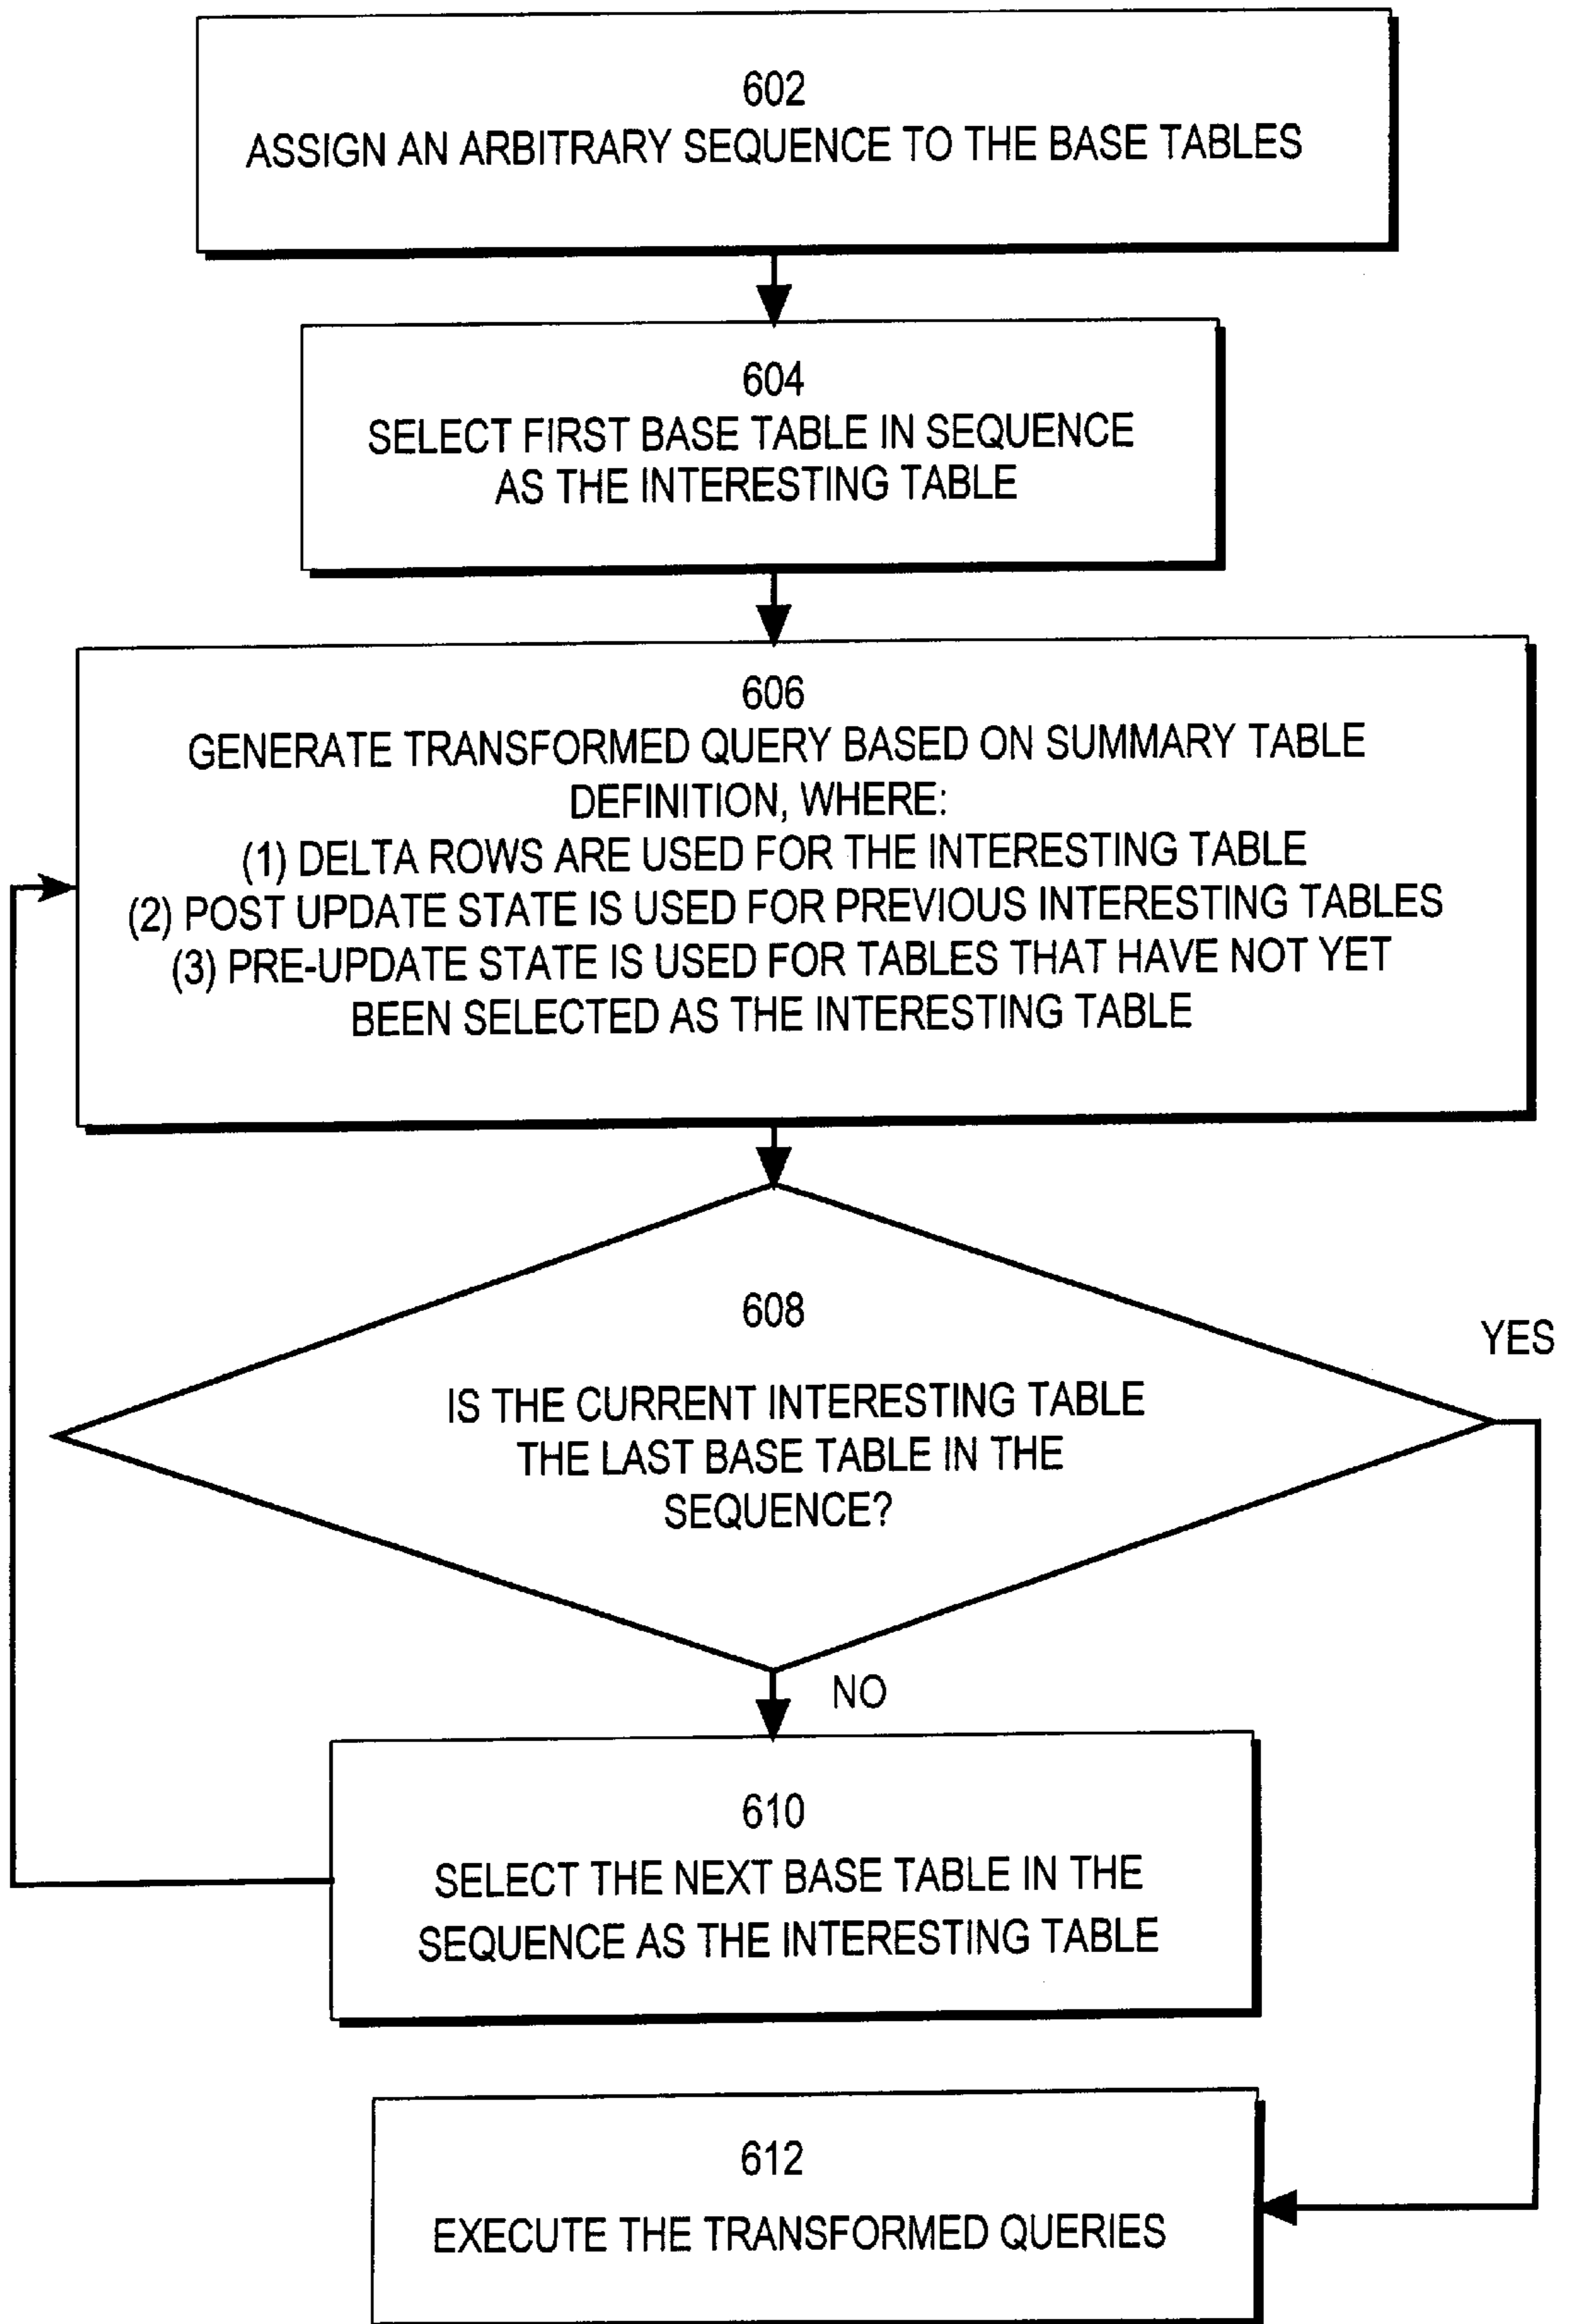 602
ASSIGN AN ARBITRARY SEQUENCE TO THE BASE TABLES
604
SELECT FIRST BASE TABLE IN SEQUENCE
AS THE INTERESTING TABLE
606
GENERATE TRANSFORMED QUERY BASED ON SUMMARY TABLE
DEFINITION, WHERE:
(1) DELTA ROWS ARE USED FOR THE INTERESTING TABLE
(2) POST UPDATE STATE IS USED FOR PREVIOUS INTERESTING TABLES
(3) PRE-UPDATE STATE IS USED FOR TABLES THAT HAVE NOT YET
BEEN SELECTED AS THE INTERESTING TABLE
608
YES
IS THE CURRENT INTERESTING TABLE
THE LAST BASE TABLE IN THE
SEQUENCE?
NO
610
SELECT THE NEXT BASE TABLE IN THE
SEQUENCE AS THE INTERESTING TABLE
612
EXECUTE THE TRANSFORMED QUERIES